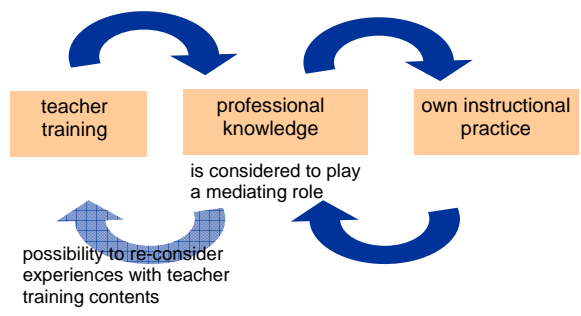 teacher
training
professional
knowledge
own instructional
practice
is considered to play
a mediating role
possibility to re-consider
experiences with teacher
training contents